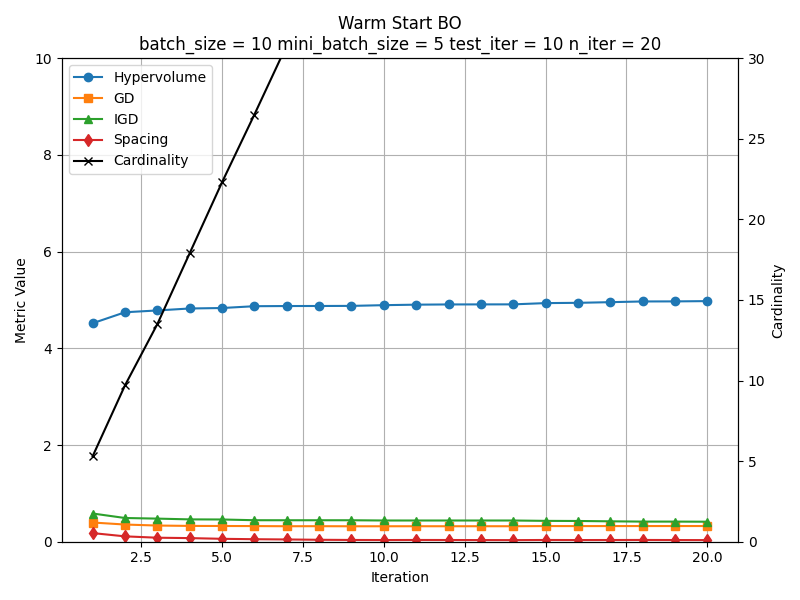 Warm Start BO
batch_size = 10 mini_batch_size = 5 test_iter = 10 n_iter = 20
Hypervolume
GD
IGD
Spacing
Cardinality
Metric Value
10
8
6
4
2
0
30
25
20
15
10
5
0
Cardinality
2.5 5.0 7.5 10.0 12.5 15.0 17.5 20.0
Iteration